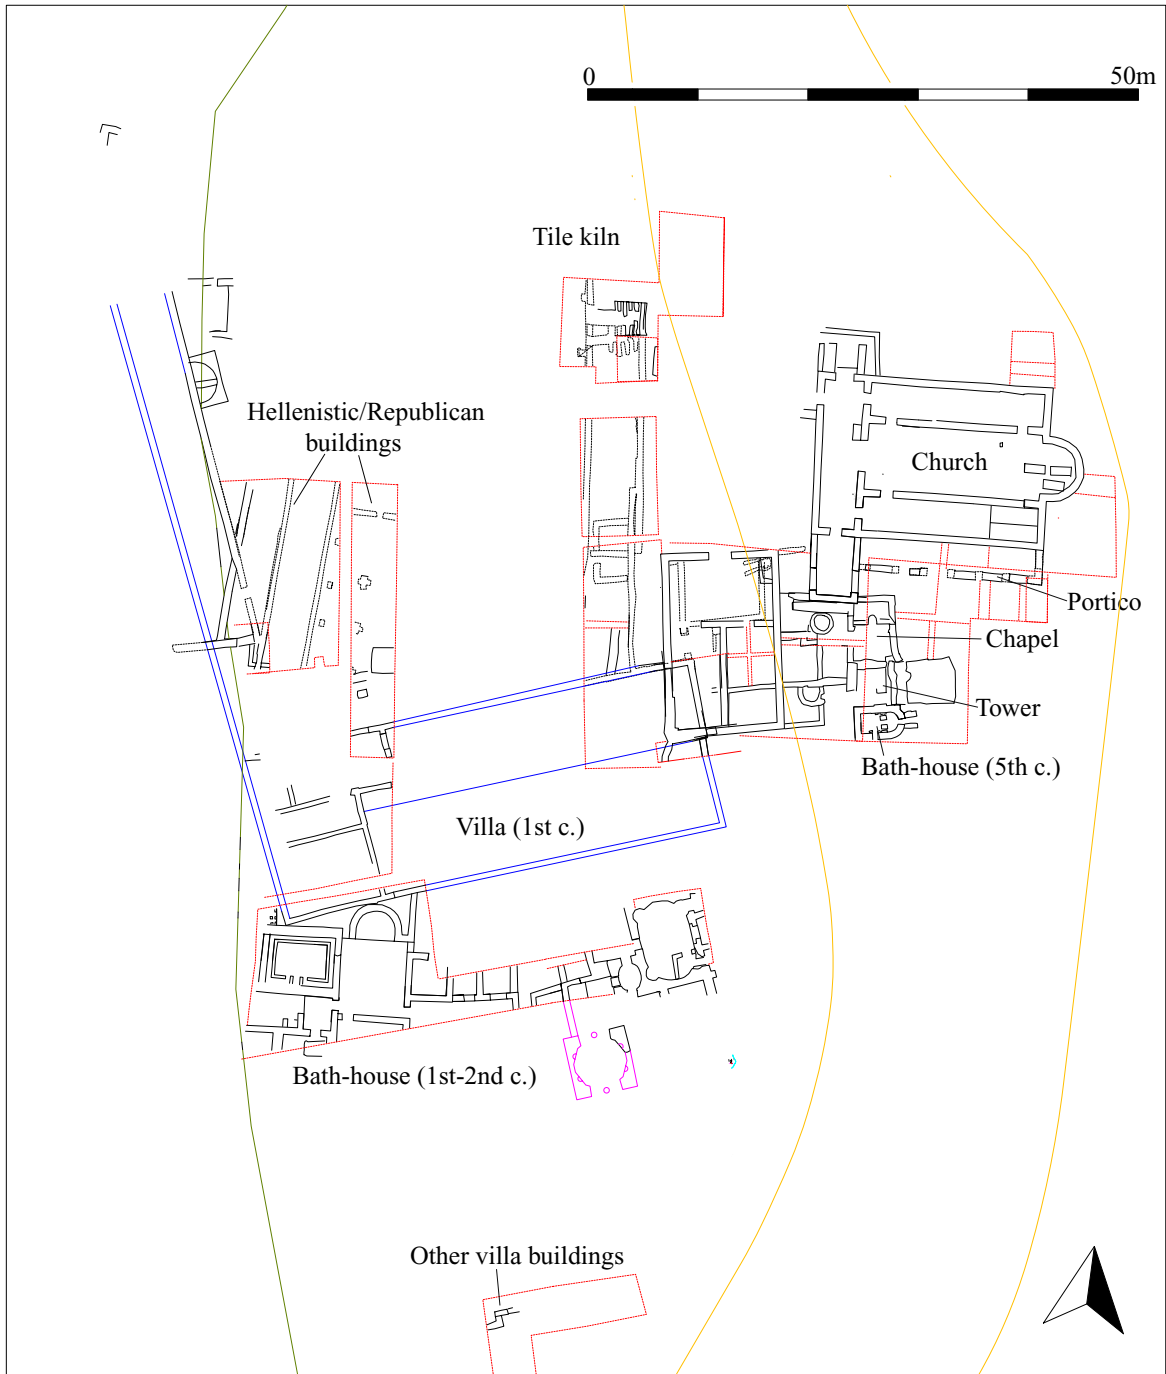 0 50m
Tile kiln
Hellenistic/Republican
buildings
Church
Portico
Chapel
Tower
Bath-house (5th c.)
Villa (1st c.)
Bath-house (1st-2nd c.)
Other villa buildings